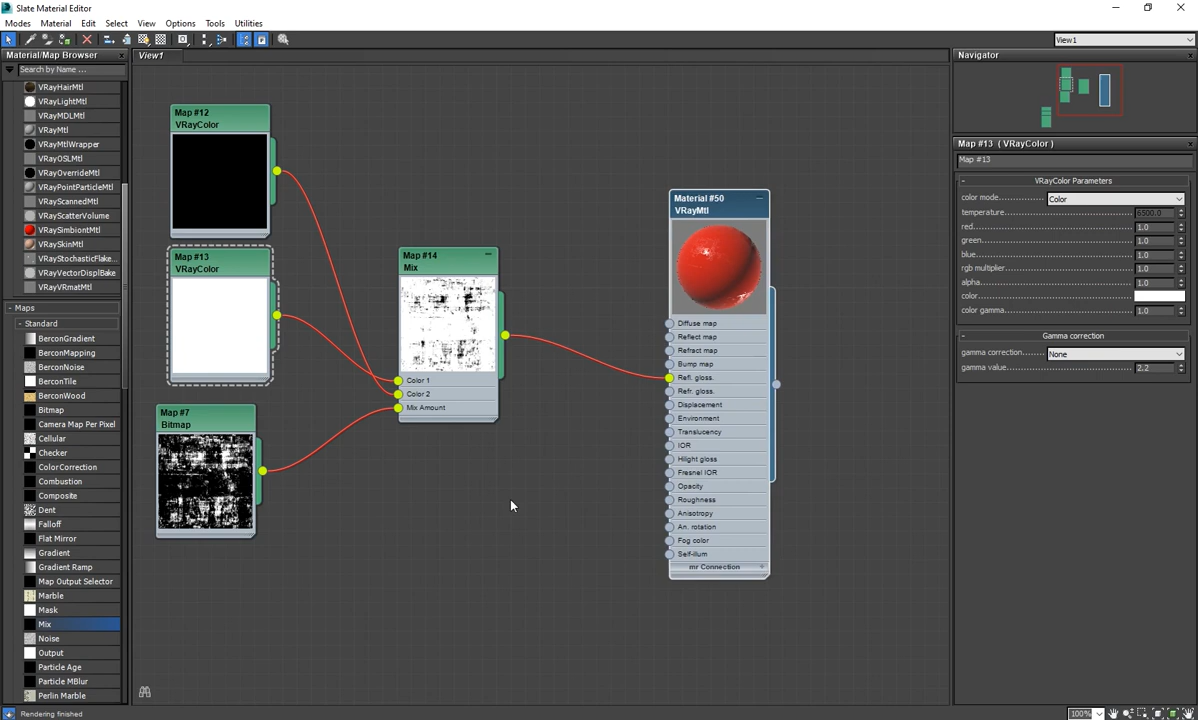 Slate Material Editor
Modes Material Edit Select View Options Tools Utilities
View1
Material/Map Browser
Search by Name ...
VRayHairMtl
VRayLightMtl
VRayMDLMtl
VRayMtl
VRayMtlWrapper
VRayOSLMtl
VRayOverrideMtl
VRayPointParticleMtl
VRayScannedMtl
VRayScatterVolume
VRaySimbiontMtl
VRaySkinMtl
VRayStochasticFlake...
VRayVectorDisplBake
VRayVRmatMtl
- Maps
- Standard
BerconGradient
BerconMapping
BerconNoise
BerconTile
BerconWood
Bitmap
Camera Map Per Pixel
Cellular
Checker
ColorCorrection
Combustion
Composite
Dent
Falloff
Flat Mirror
Gradient
Gradient Ramp
Map Output Selector
Marble
Mask
Mix
Noise
Output
Particle Age
Particle MBlur
Perlin Marble
Rendering finished
View1
Map #12
VRayColor
Map #13
VRayColor
Map #7
Bitmap
Map #14
Mix
Color 1
Color 2
Mix Amount
Material #50
VRayMtl
Diffuse map
Reflect map
Refract map
Bump map
Refl. gloss.
Refr. gloss.
Displacement
Environment
Translucency
IOR
Hilight gloss
Fresnel IOR
Opacity
Roughness
Anisotropy
An. rotation
Fog color
Self-illum
mr Connection +
Navigator
Map #13 ( VRayColor )
Map #13
- VRayColor Parameters
color mode... Color
temperature... 6500.0
red... 1.0
green... 1.0
blue... 1.0
rgb multiplier... 1.0
alpha... 1.0
color...
color gamma... 1.0
- Gamma correction
gamma correction... None
gamma value... 2.2
100%